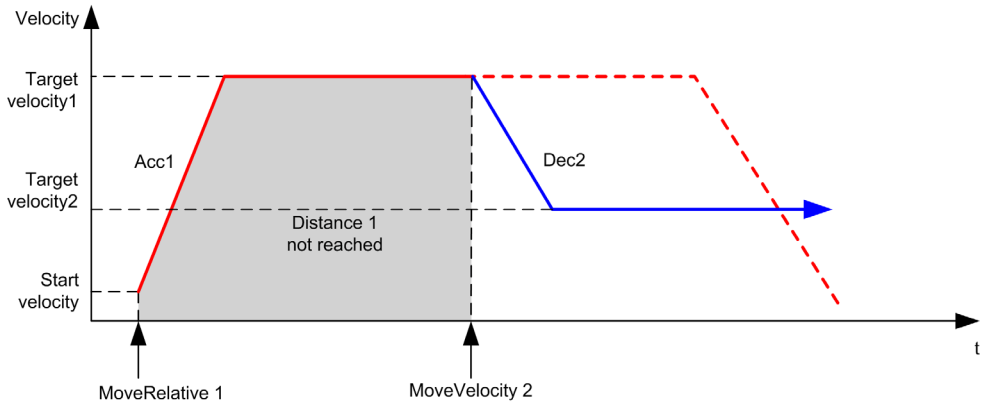 Velocity
Target
velocity1
Acc1
Dec2
Target
velocity2
Distance 1
not reached
Start
velocity
t
MoveRelative 1
MoveVelocity 2